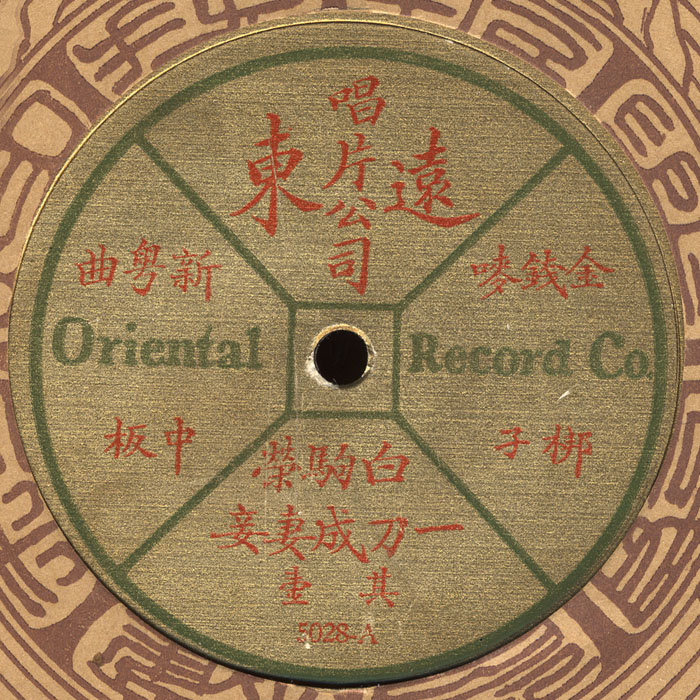 遠東
唱片公司
金錢嘜
新粵曲
Oriental Record Co.
梆子
中板
白駒榮
一刀成妻妾
其壹
5028-A